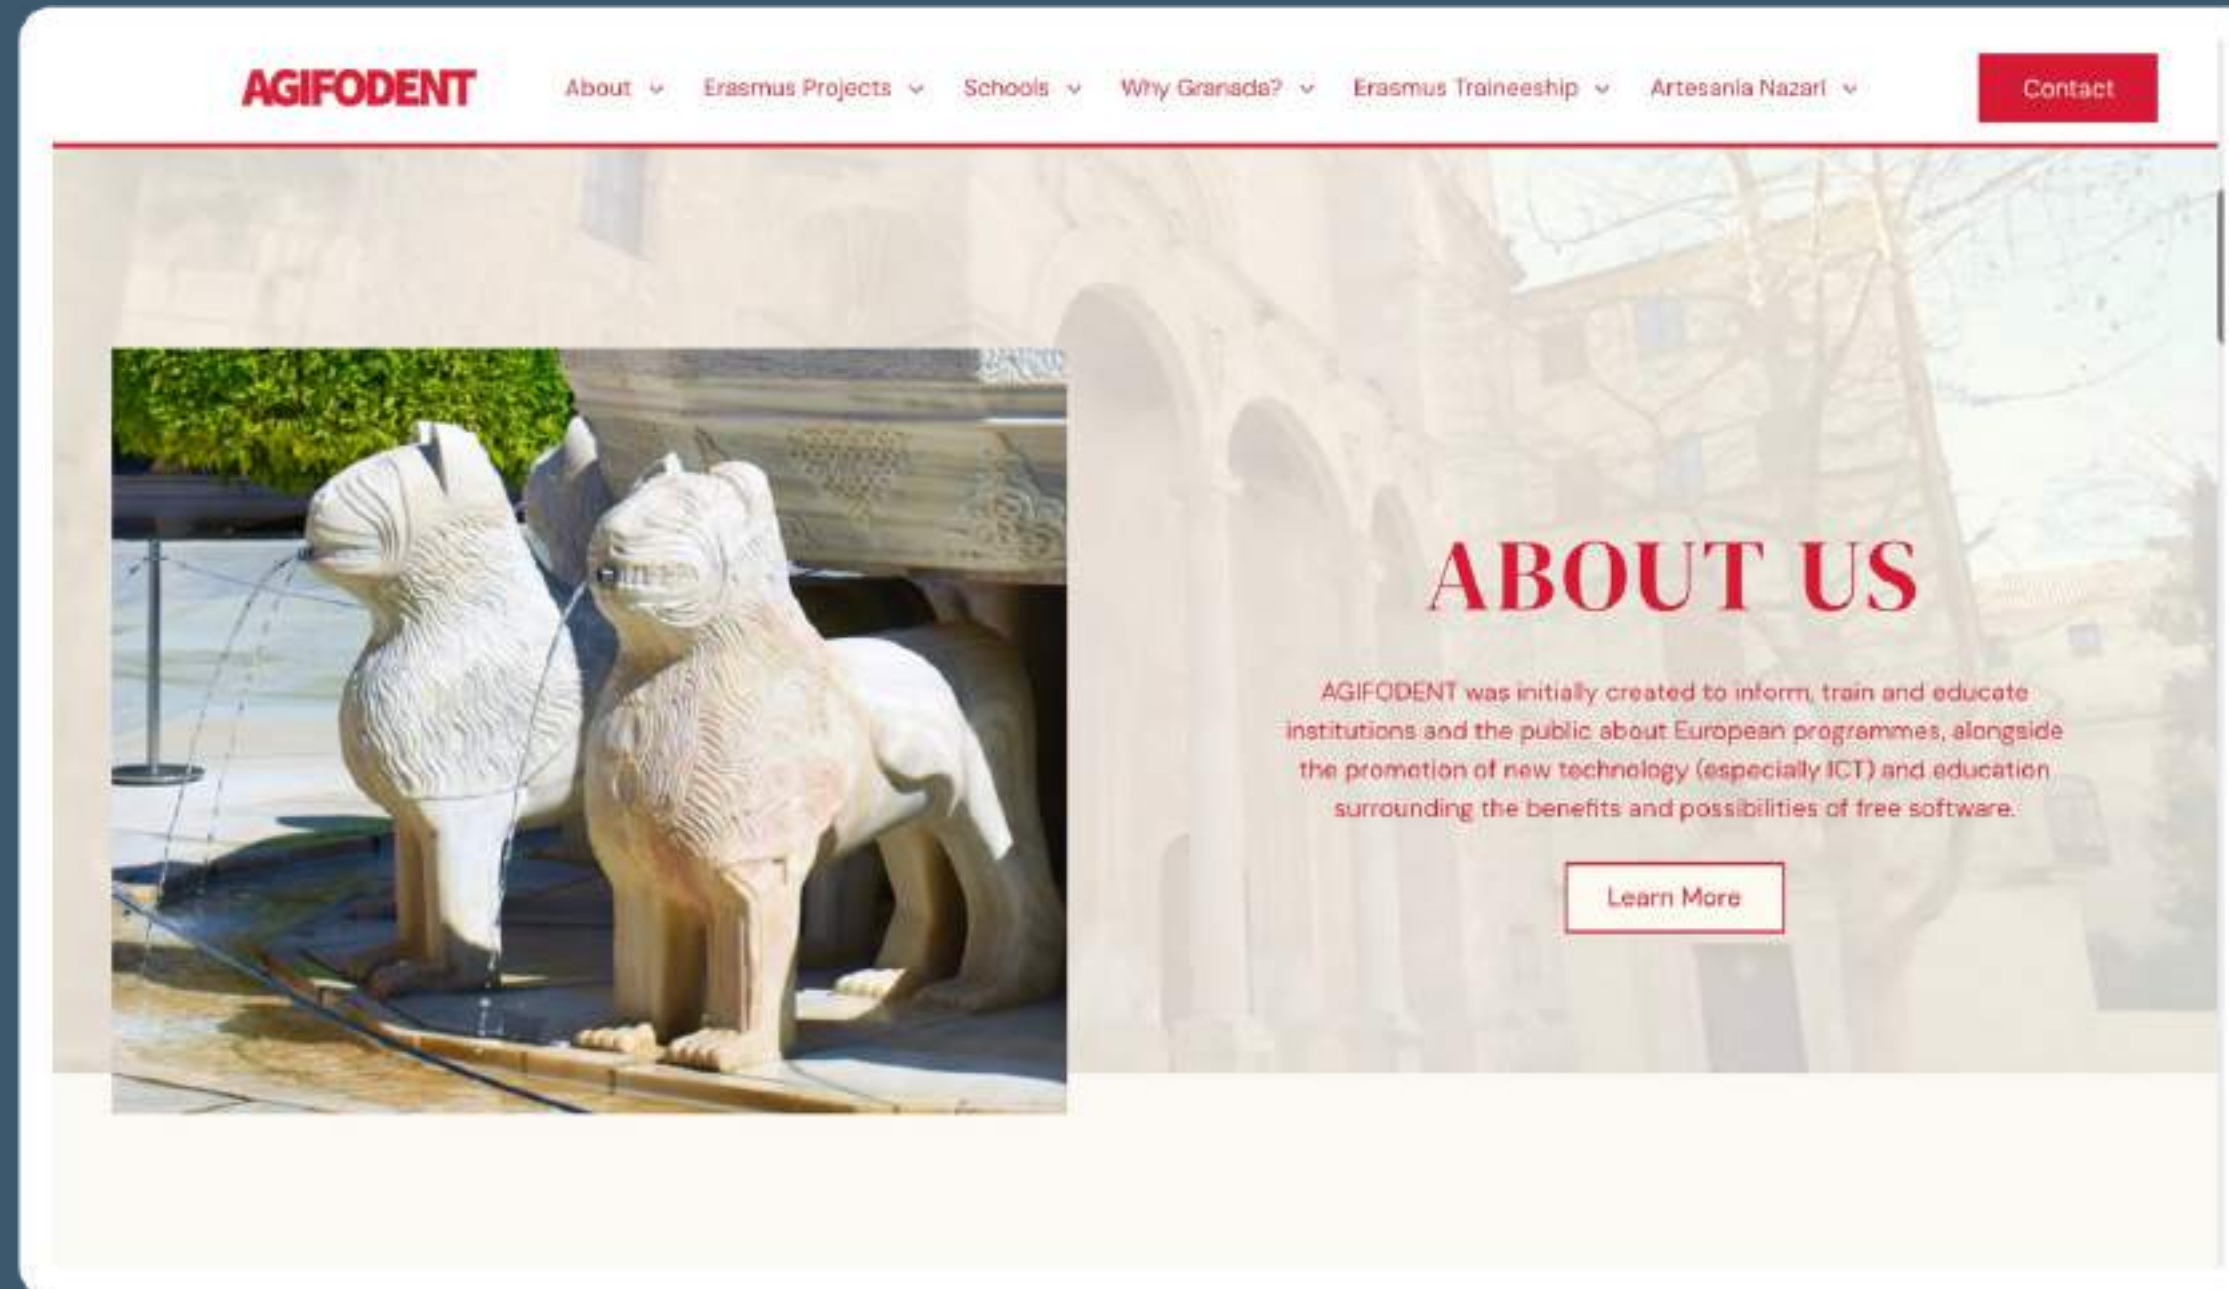 AGIFODENT
About
Erasmus Projects
Schools
Why Granada?
Erasmus Traineeship
Artesania Nazari
Contact
ABOUT US
AGIFODENT was initially created to inform, train and educate
institutions and the public about European programmes, alongside
the promotion of new technology (especially ICT) and education
surrounding the benefits and possibilities of free software.
Learn More